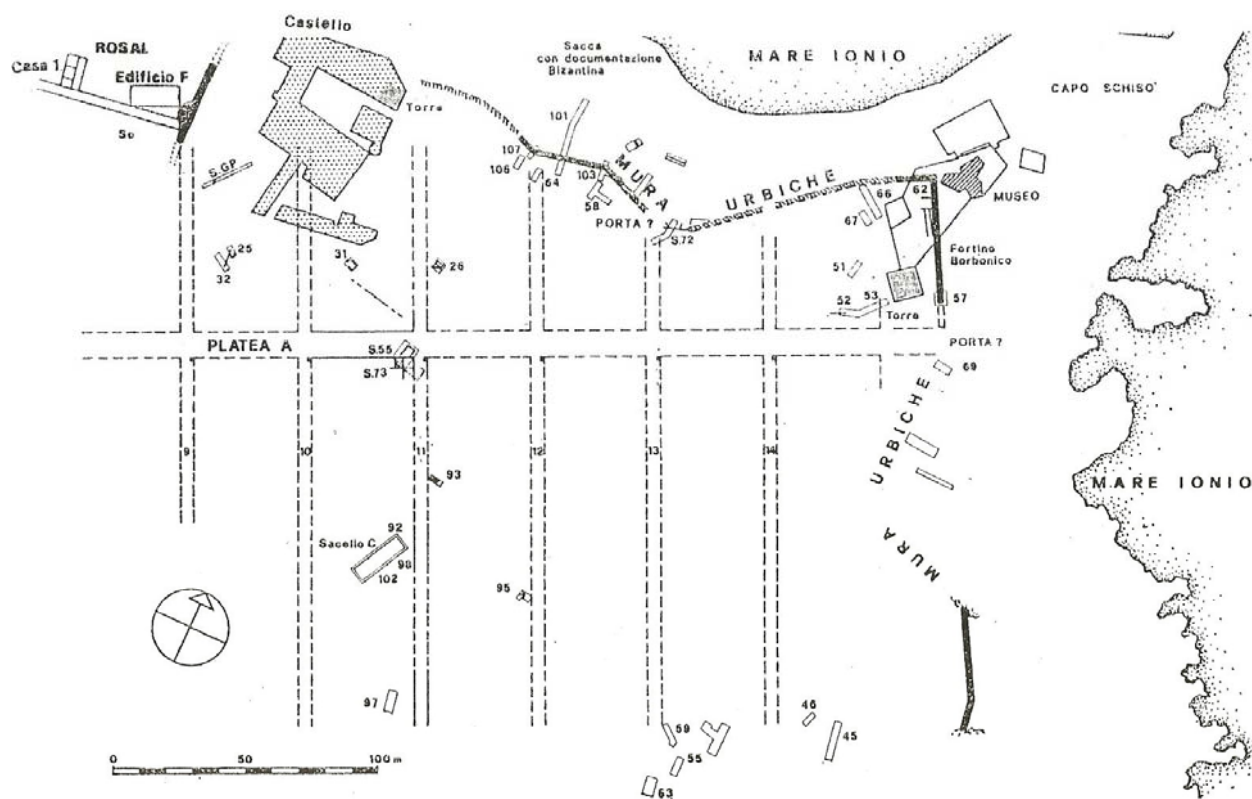 Castello
ROSAL
Casa 1
Edificio F
So
S.GP
Torre
Sacca
con documentazione
Bizantina
MARE IONIO
CAPO SCHISO'
101
107
106
64
103
58
MURA
URBICHE
PORTA ?
S.72
66
67
62
MUSEO
Fortino
Borbonico
51
52
53
Torre
57
25
32
31
26
PLATEA A
S.55
S.73
PORTA ?
69
URBICHE
MURA
MARE IONIO
9
10
11
12
13
14
93
92
Sacello C
98
102
95
97
46
45
59
55
63
0
50
100 m